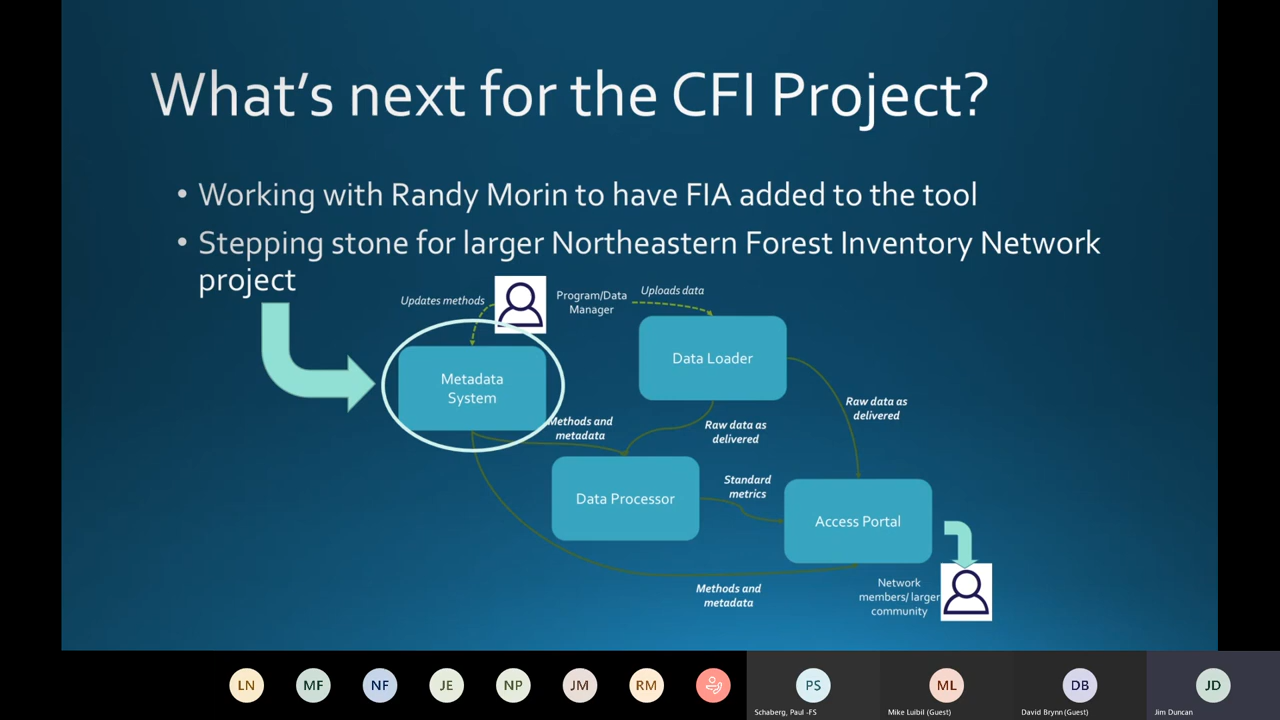 What's next for the CFI Project?
• Working with Randy Morin to have FIA added to the tool
• Stepping stone for larger Northeastern Forest Inventory Network
project
Updates methods
Program/Data
Manager
Uploads data
Metadata
System
Data Loader
Methods and
metadata
Raw data as
delivered
Raw data as
delivered
Data Processor
Standard
metrics
Access Portal
Methods and
metadata
Network
members/ larger
community
LN
MF
NF
JE
NP
JM
RM
PS
ML
DB
JD
Schaberg, Paul -FS
Mike Luibil (Guest)
David Brynn (Guest)
Jim Duncan